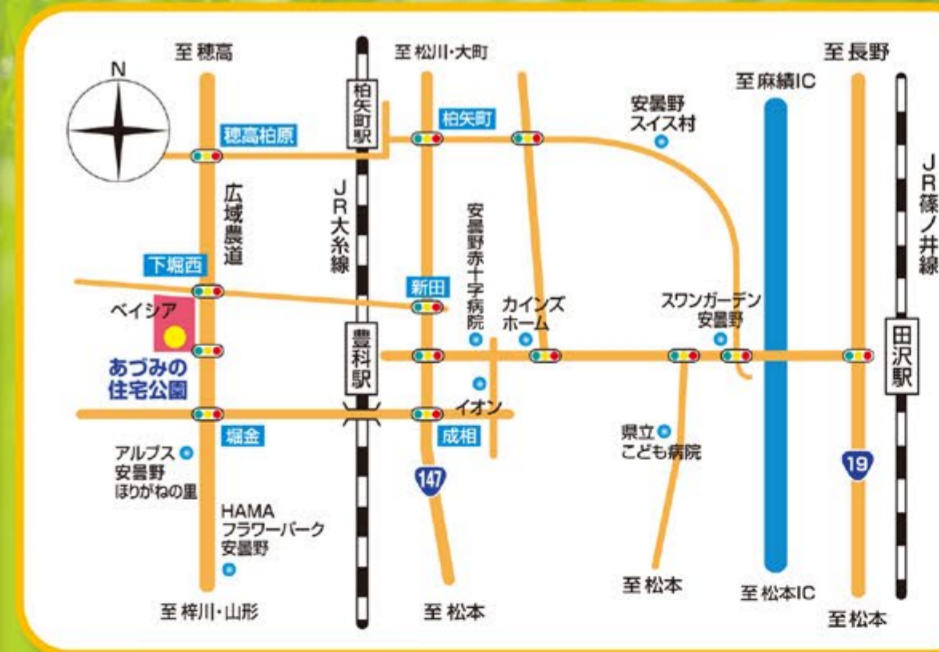 至 穂高
至 松川・大町
至 長野
至 麻績IC
N
柏矢町駅
穂高柏原
柏矢町
安曇野
スイス村
広域農道
JR大糸線
JR篠ノ井線
下堀西
新田
安曇野赤十字病院
カインズ
ホーム
スワンガーデン
安曇野
ベイシア
豊科駅
田沢駅
あづみの
住宅公園
イオン
堀金
成相
県立
こども病院
アルプス
安曇野
ほりがねの里
147
19
HAMA
フラワーパーク
安曇野
至 梓川・山形
至 松本
至 松本
至 松本IC
至 松本